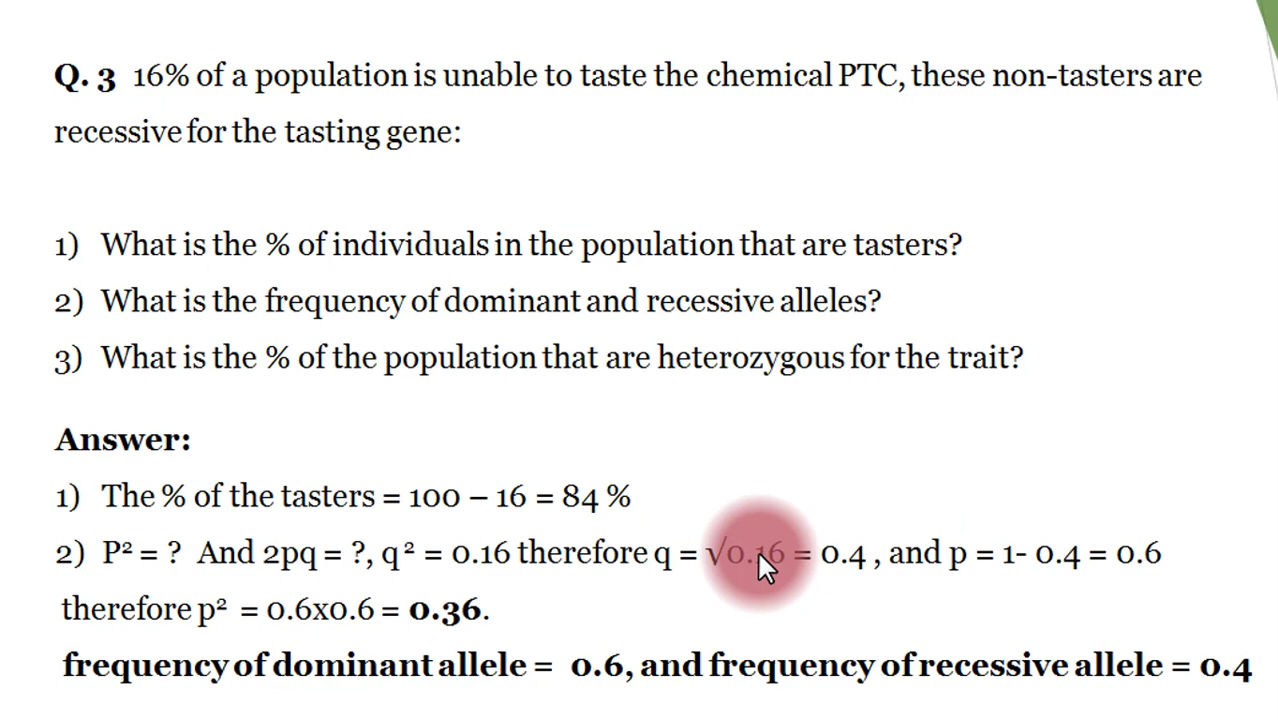 Q. 3 16% of a population is unable to taste the chemical PTC, these non-tasters are
recessive for the tasting gene:
1) What is the % of individuals in the population that are tasters?
2) What is the frequency of dominant and recessive alleles?
3) What is the % of the population that are heterozygous for the trait?
Answer:
1) The % of the tasters = 100 – 16 = 84 %
2) P² = ? And 2pq = ?, q² = 0.16 therefore q = √0.16 = 0.4 , and p = 1- 0.4 = 0.6
therefore p² = 0.6x0.6 = 0.36.
frequency of dominant allele = 0.6, and frequency of recessive allele = 0.4